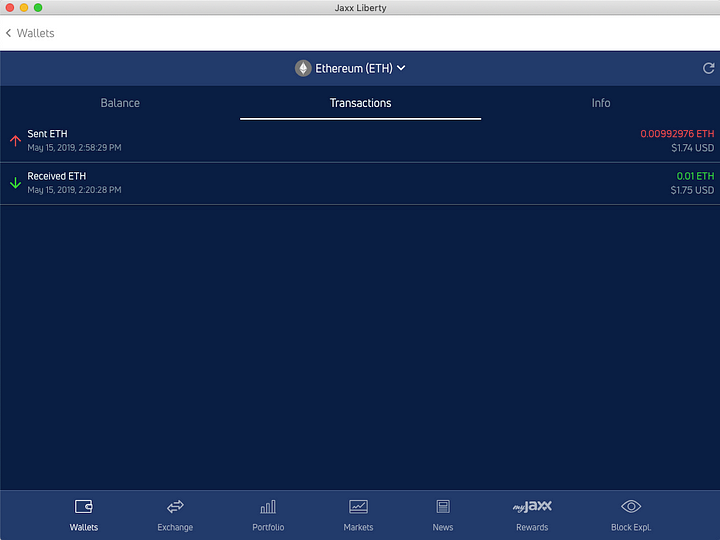 Jaxx Liberty
Wallets
Ethereum (ETH)
Balance Transactions Info
Sent ETH 0.00992976 ETH
May 15, 2019, 2:58:29 PM $1.74 USD
Received ETH 0.01 ETH
May 15, 2019, 2:20:28 PM $1.75 USD
my jaxx
Wallets Exchange Portfolio Markets News Rewards Block Expl.